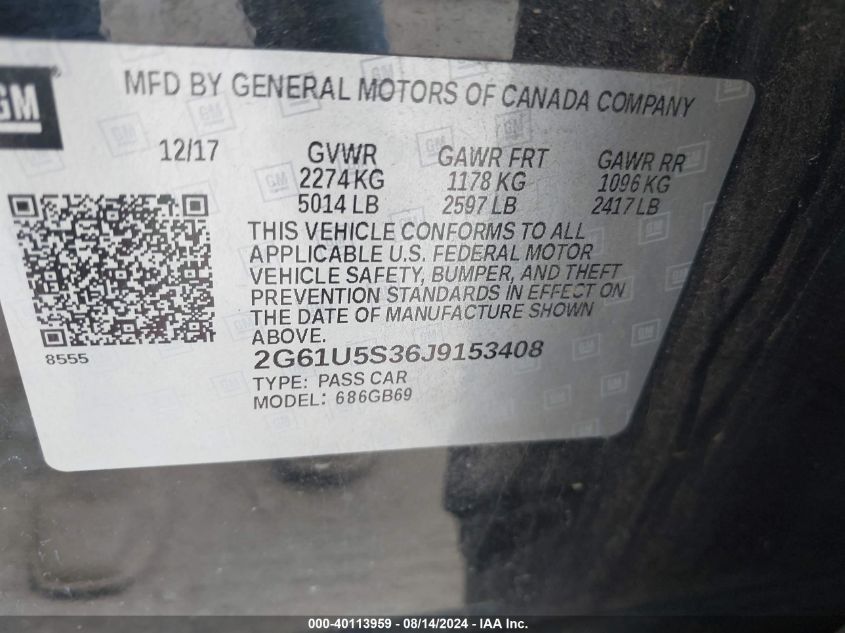 GM
MFD BY GENERAL MOTORS OF CANADA COMPANY
12/17 GVWR GAWR FRT GAWR RR
2274KG 1178 KG 1096 KG
5014 LB 2597 LB 2417 LB
THIS VEHICLE CONFORMS TO ALL
APPLICABLE U.S. FEDERAL MOTOR
VEHICLE SAFETY, BUMPER, AND THEFT
PREVENTION STANDARDS IN EFFECT ON
THE DATE OF MANUFACTURE SHOWN
ABOVE.
8555
2G61U5S36J9153408
TYPE: PASS CAR
MODEL: 686GB69
000-40113959 - 08/14/2024 - IAAI Inc.